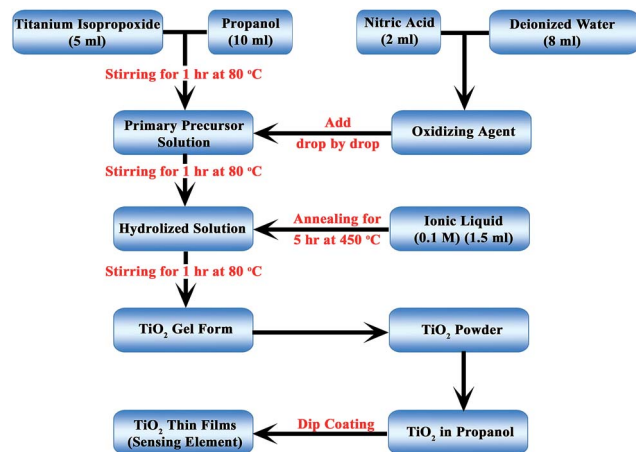 Titanium Isopropoxide
(5 ml)
Propanol
(10 ml)
Nitric Acid
(2 ml)
Deionized Water
(8 ml)
Stirring for 1 hr at 80 °C
Primary Precursor
Solution
Add
drop by drop
Oxidizing Agent
Stirring for 1 hr at 80 °C
Hydrolized Solution
Annealing for
5 hr at 450 °C
Ionic Liquid
(0.1 M) (1.5 ml)
Stirring for 1 hr at 80 °C
TiO₂ Gel Form
TiO₂ Powder
TiO₂ Thin Films
(Sensing Element)
Dip Coating
TiO₂ in Propanol